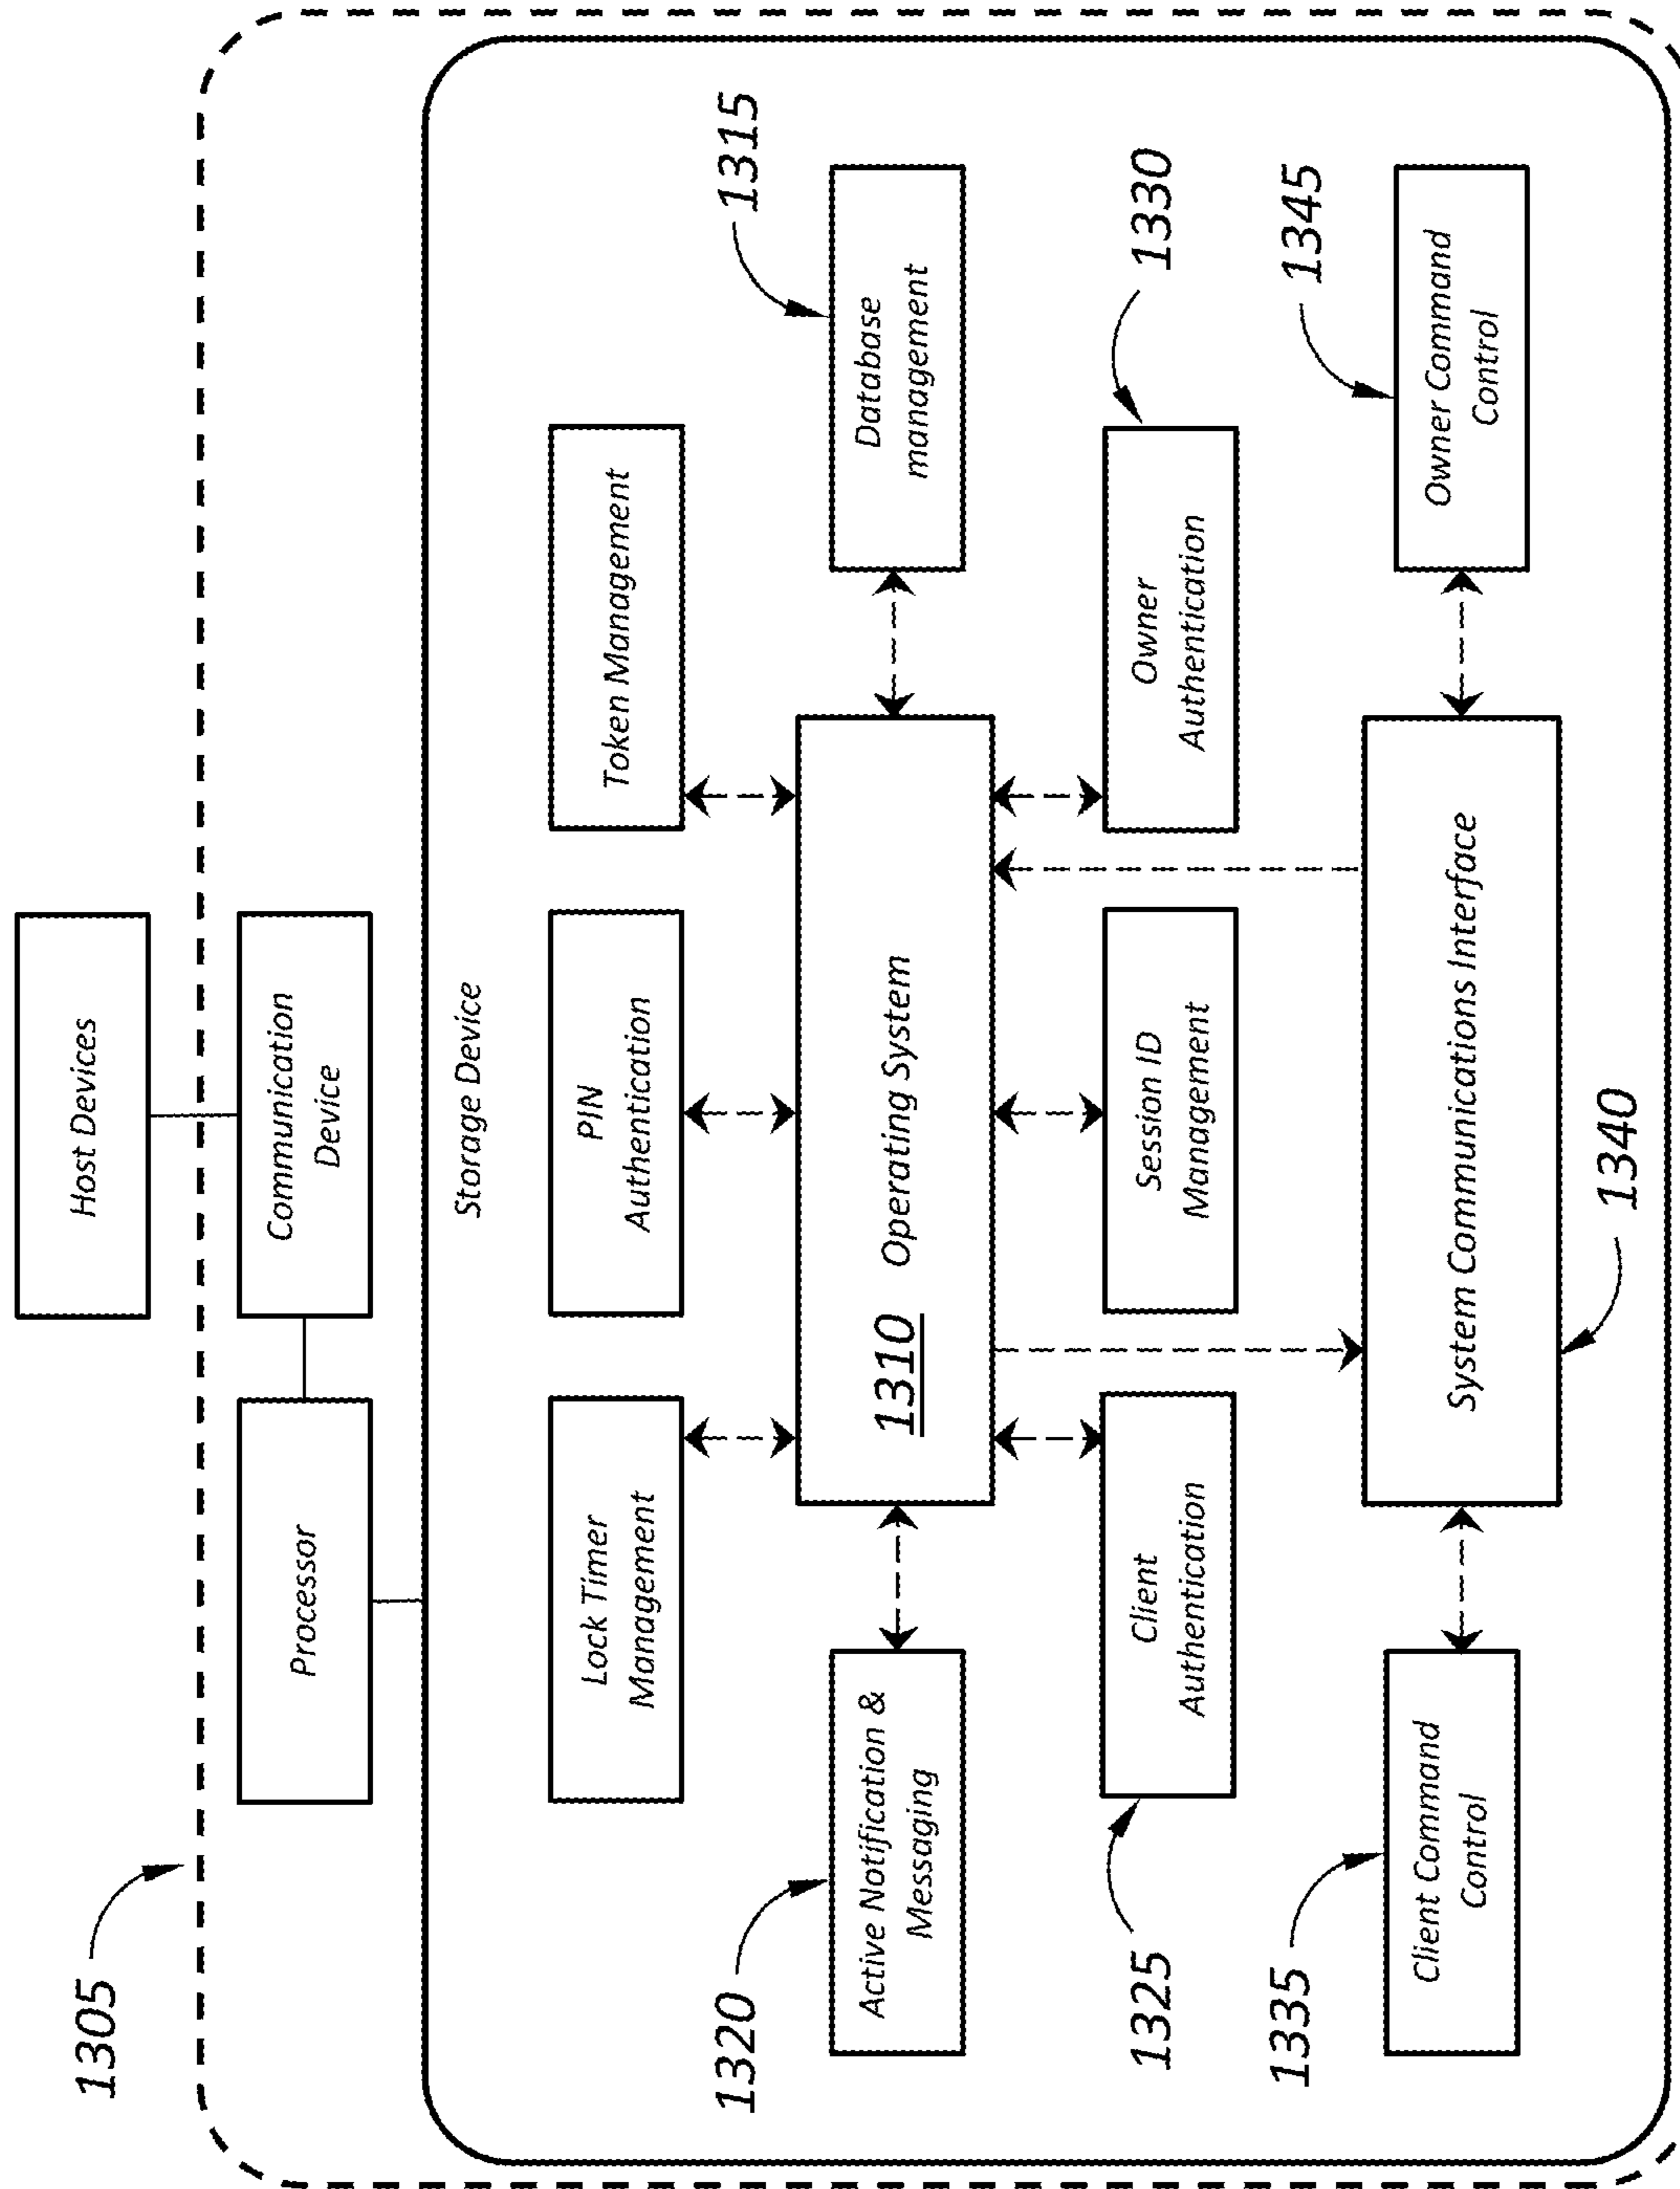 Host Devices
1305
Processor
Communication
Device
Storage Device
Lock Timer
Management
PIN
Authentication
Token Management
1320
1315
Active Notification &
Messaging
1310 Operating System
Database
management
1325
Client
Authentication
Session ID
Management
Owner
Authentication
1330
1335
1345
Client Command
Control
System Communications Interface
Owner Command
Control
1340